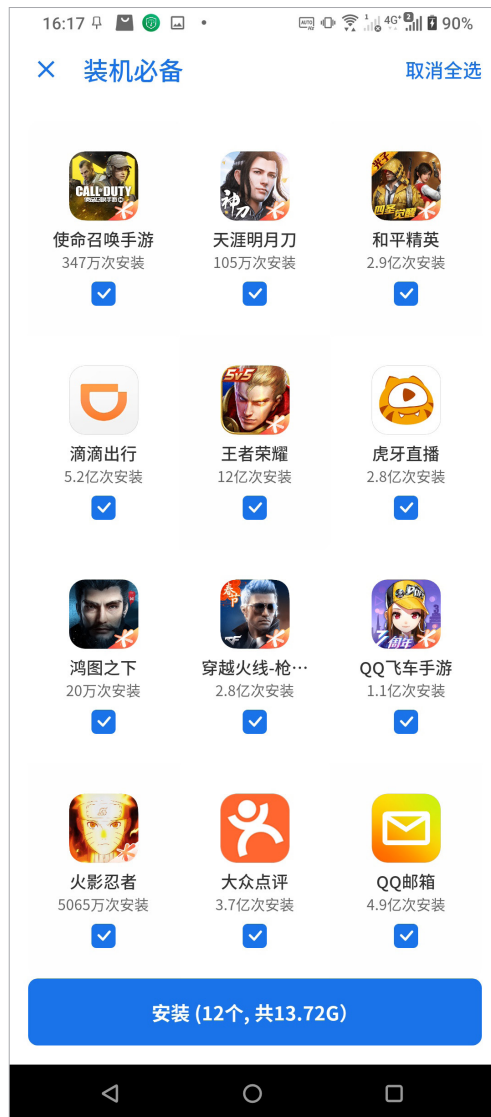 16:17
AUTO
4G+
2
90%
装机必备
取消全选
CALL·DUTY
使命召唤手游
天涯明月刀
和平精英
347万次安装
105万次安装
2.9亿次安装
5V5
滴滴出行
王者荣耀
虎牙直播
5.2亿次安装
12亿次安装
2.8亿次安装
鸿图之下
穿越火线-枪…
QQ飞车手游
20万次安装
2.8亿次安装
1.1亿次安装
火影忍者
大众点评
QQ邮箱
5065万次安装
3.7亿次安装
4.9亿次安装
安装 (12个, 共13.72G）